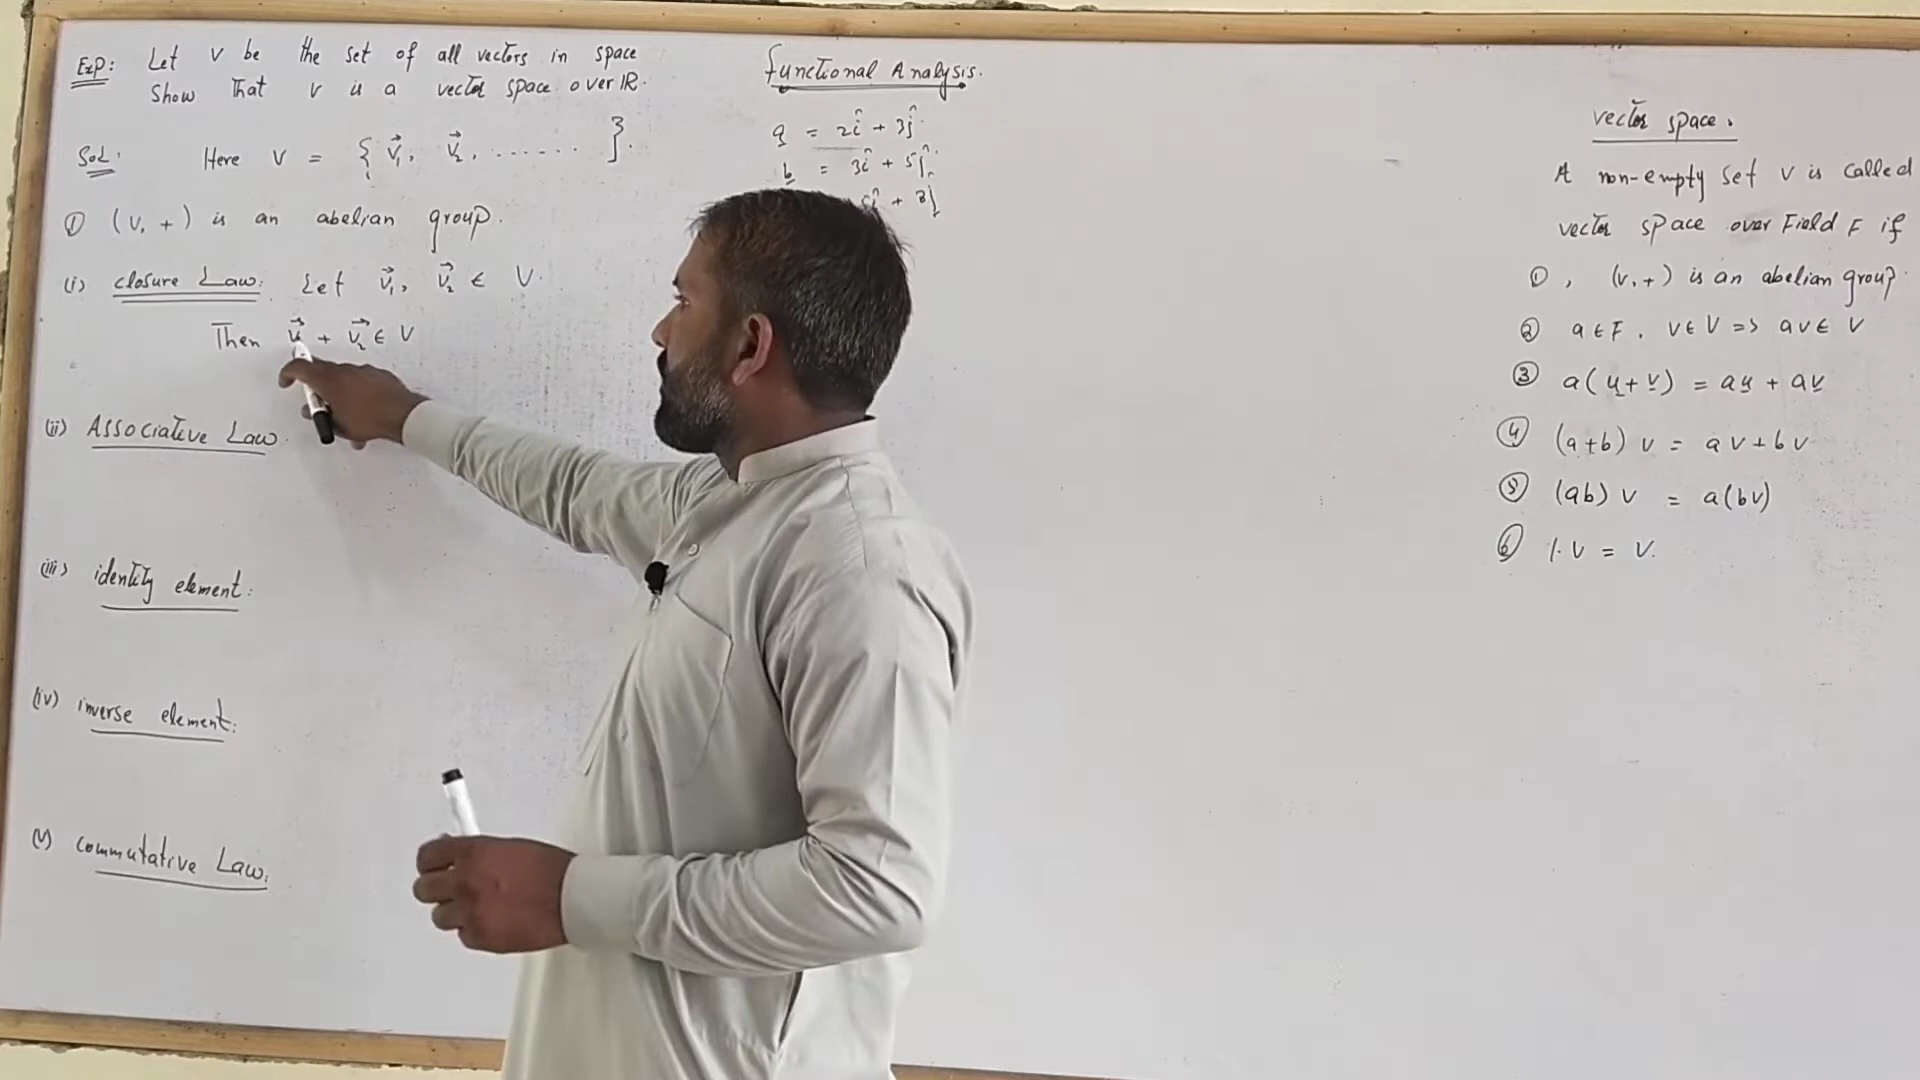 Exp: Let V be the set of all vectors in space
Show That V is a vector space over IR.
Sol: Here V = { v⃗₁, v⃗₂, ....... }.
① (V, +) is an abelian group.
(i) closure Law: Let v⃗₁, v⃗₂ ∈ V.
Then v⃗₁ + v⃗₂ ∈ V
(ii) Associative Law.
(iii) identity element:
(iv) inverse element:
(v) commutative Law:
Functional Analysis.
a = 2î + 3ĵ
b = 3î + 5ĵ
î + 8ĵ
vector space.
A non-empty set V is called
vector space over Field F if
①, (V, +) is an abelian group.
② a ∈ F, v ∈ V => av ∈ V
③ a(u + v) = au + av
④ (a+b) v = av + bv
⑤ (ab) v = a(bv)
⑥ 1. v = v.